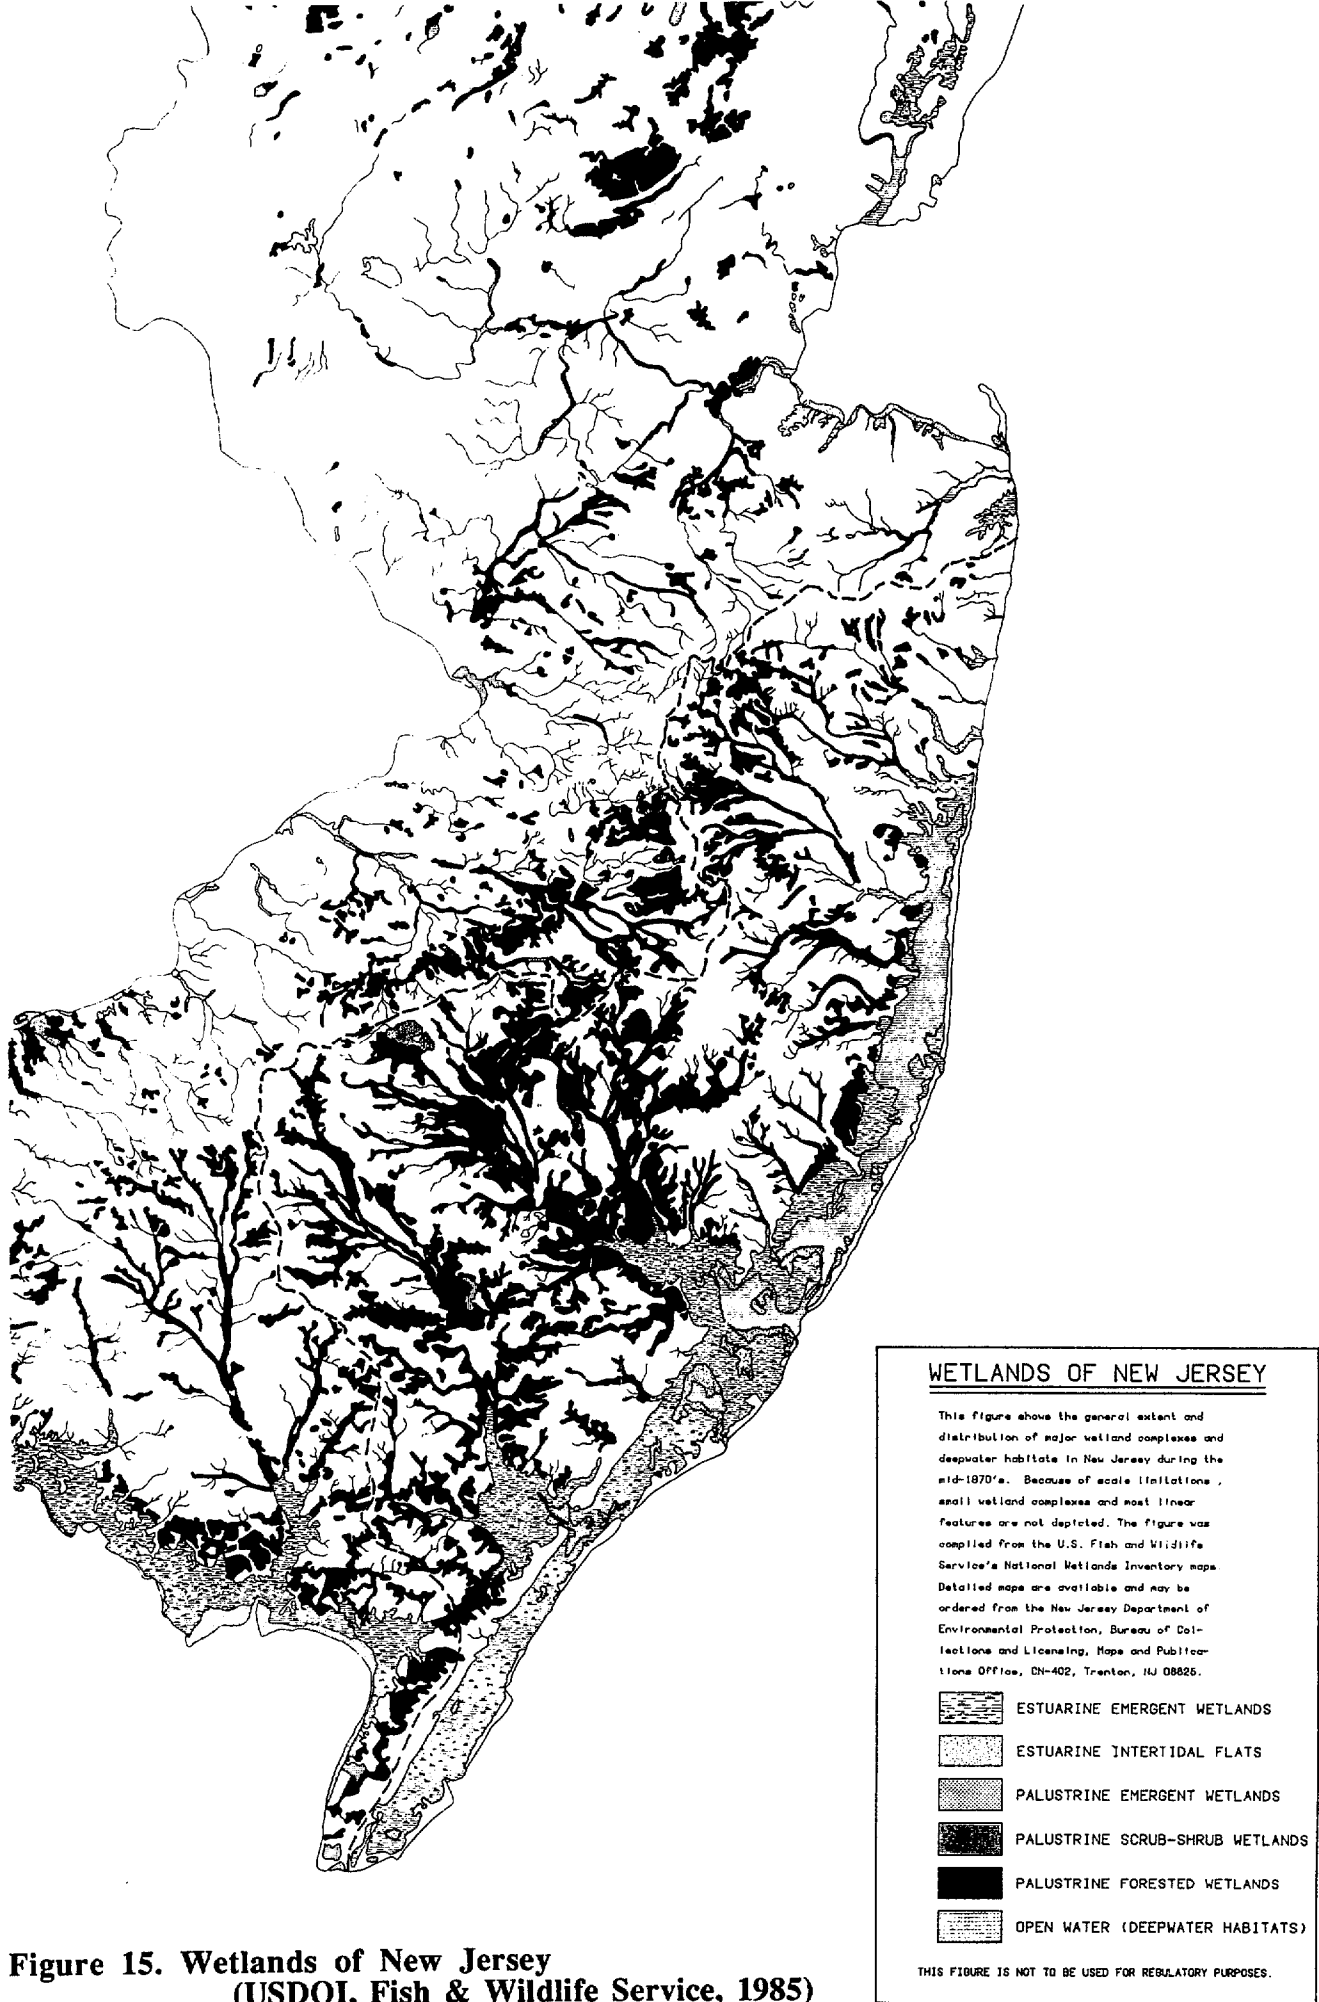 WETLANDS OF NEW JERSEY
This figure shows the general extent and
distribution of major wetland complexes and
deepwater habitats in New Jersey during the
mid-1970's. Because of scale limitations ,
small wetland complexes and most linear
features are not depicted. The figure was
compiled from the U.S. Fish and Wildlife
Service's National Wetlands Inventory maps.
Detailed maps are available and may be
ordered from the New Jersey Department of
Environmental Protection, Bureau of Col-
lections and Licensing, Maps and Publica-
tions Office, CN-402, Trenton, NJ 08625.
ESTUARINE EMERGENT WETLANDS
ESTUARINE INTERTIDAL FLATS
PALUSTRINE EMERGENT WETLANDS
PALUSTRINE SCRUB-SHRUB WETLANDS
PALUSTRINE FORESTED WETLANDS
OPEN WATER (DEEPWATER HABITATS)
THIS FIGURE IS NOT TO BE USED FOR REGULATORY PURPOSES.
Figure 15. Wetlands of New Jersey
(USDOI, Fish & Wildlife Service, 1985)